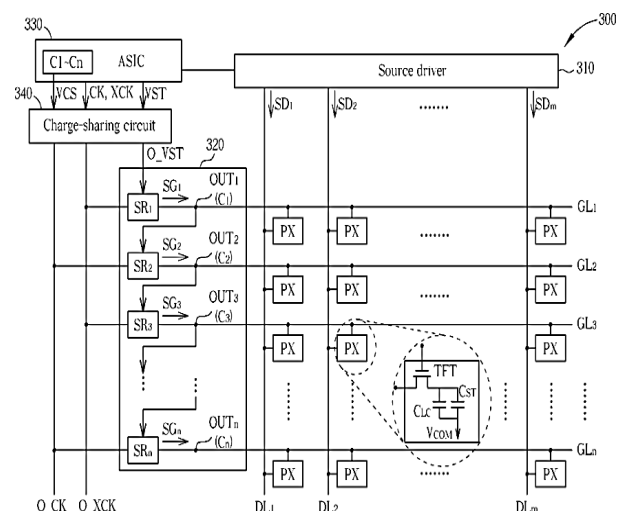 330
300
C1~Cn ASIC
Source driver
310
340
VCS CK, XCK VST
SD1 SD2 ........ SDm
Charge-sharing circuit
O_VST
320
SR1 SG1 OUT1 (C1) GL1
PX PX ........ PX
SR2 SG2 OUT2 (C2) GL2
PX PX ........ PX
SR3 SG3 OUT3 (C3) GL3
PX PX PX
TFT
CST
CLC
VCOM
SRn SGn OUTn (Cn) GLn
PX PX ........ PX
O_CK O_XCK DL1 DL2 DLm